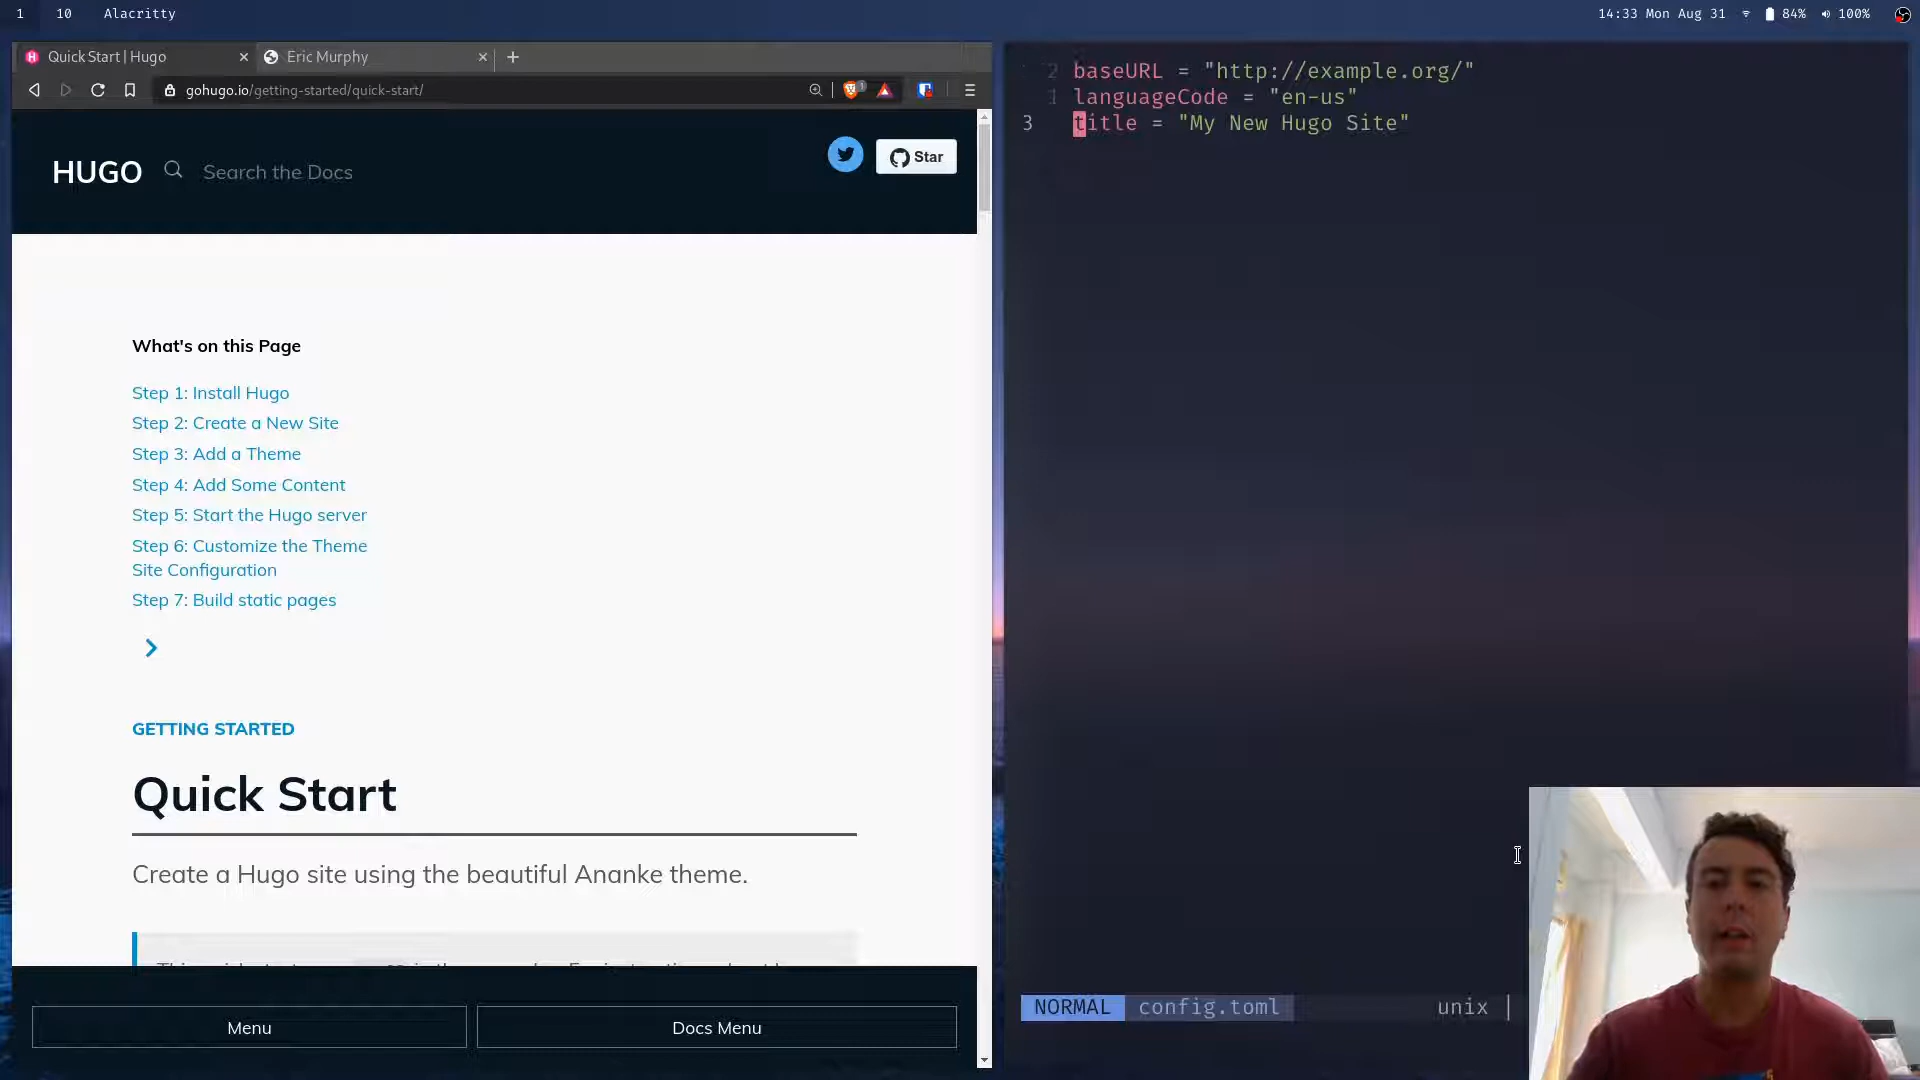 1 10 Alacritty
14:33 Mon Aug 31 84% 100%
Quick Start | Hugo
Eric Murphy
gohugo.io/getting-started/quick-start/
1
HUGO
Search the Docs
Star
What's on this Page
Step 1: Install Hugo
Step 2: Create a New Site
Step 3: Add a Theme
Step 4: Add Some Content
Step 5: Start the Hugo server
Step 6: Customize the Theme
Site Configuration
Step 7: Build static pages
GETTING STARTED
Quick Start
Create a Hugo site using the beautiful Ananke theme.
Menu
Docs Menu
2 baseURL = "http://example.org/"
1 languageCode = "en-us"
3 title = "My New Hugo Site"
NORMAL config.toml unix |